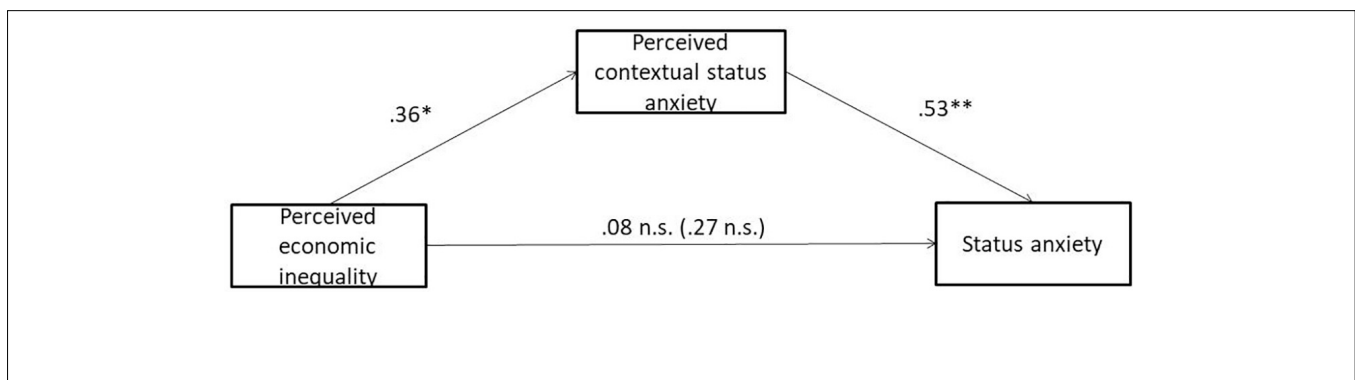 Perceived
contextual status
anxiety
.36*
.53**
Perceived
economic
inequality
.08 n.s. (.27 n.s.)
Status anxiety